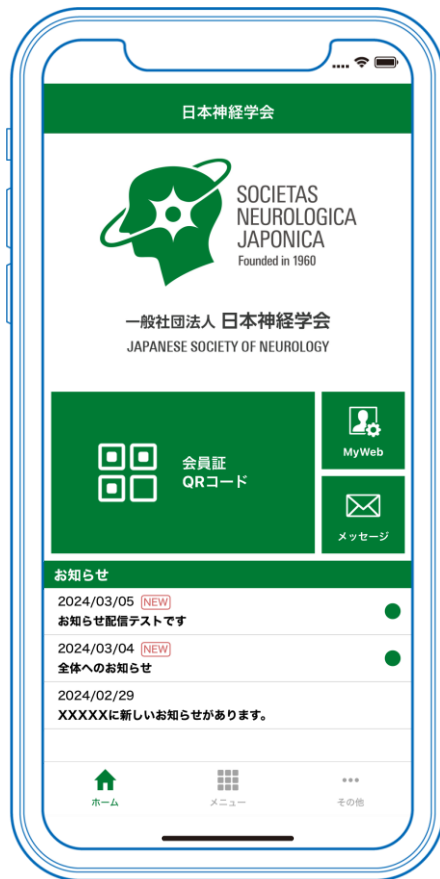 日本神経学会
SOCIETAS
NEUROLOGICA
JAPONICA
Founded in 1960
一般社団法人 日本神経学会
JAPANESE SOCIETY OF NEUROLOGY
会員証
QRコード
MyWeb
メッセージ
お知らせ
2024/03/05 NEW
お知らせ配信テストです
2024/03/04 NEW
全体へのお知らせ
2024/02/29
XXXXXに新しいお知らせがあります。
ホーム
メニュー
その他